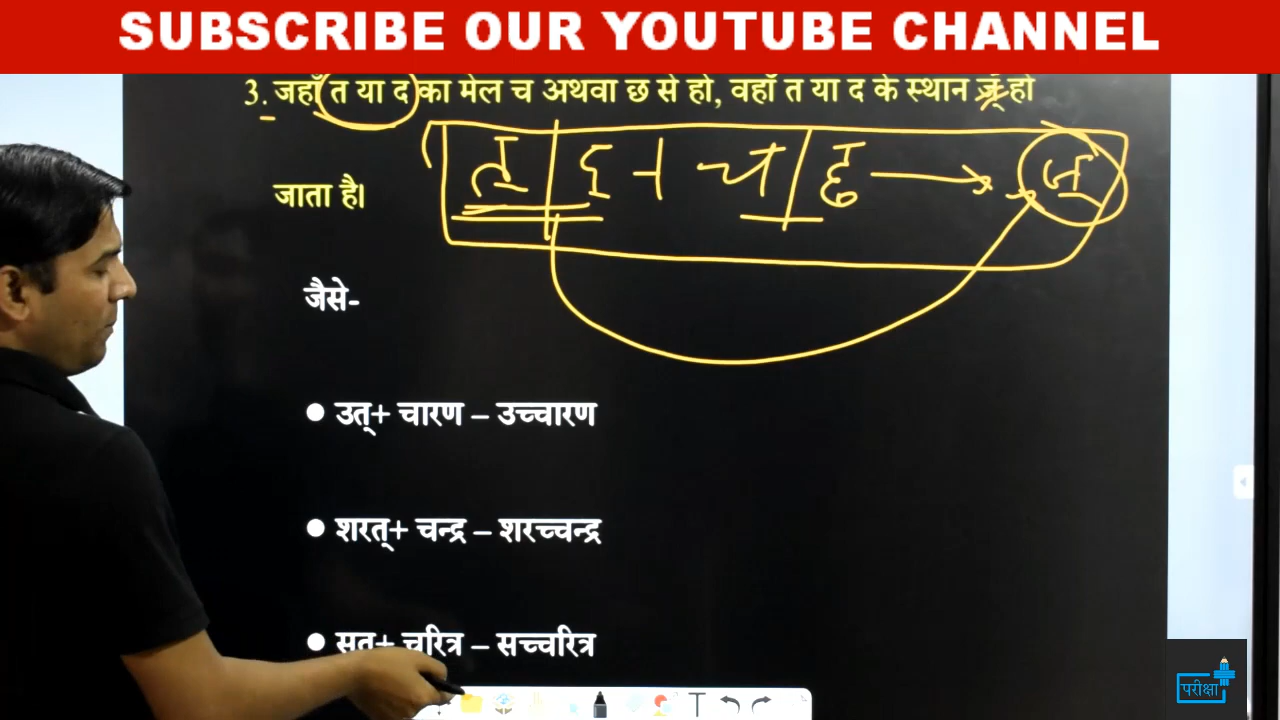 SUBSCRIBE OUR YOUTUBE CHANNEL
3. जहाँ त या द का मेल च अथवा छ से हो, वहाँ त या द के स्थान हो
त् द् + च छ → ज्
जाता है।
जैसे-
● उत्+ चारण – उच्चारण
● शरत्+ चन्द्र – शरच्चन्द्र
● सत्+ चरित्र – सच्चरित्र
T
परीक्षा